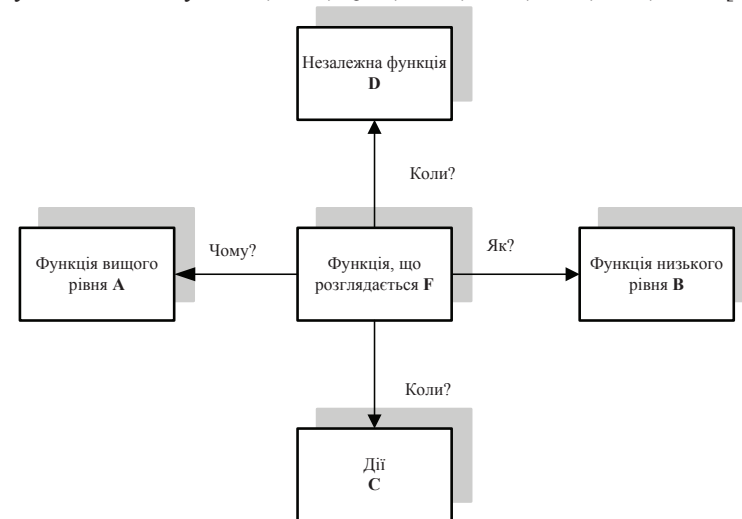 Незалежна функція
D
Коли?
Чому?
Як?
Функція вищого
рівня A
Функція, що
розглядається F
Функція низького
рівня B
Коли?
Дії
C